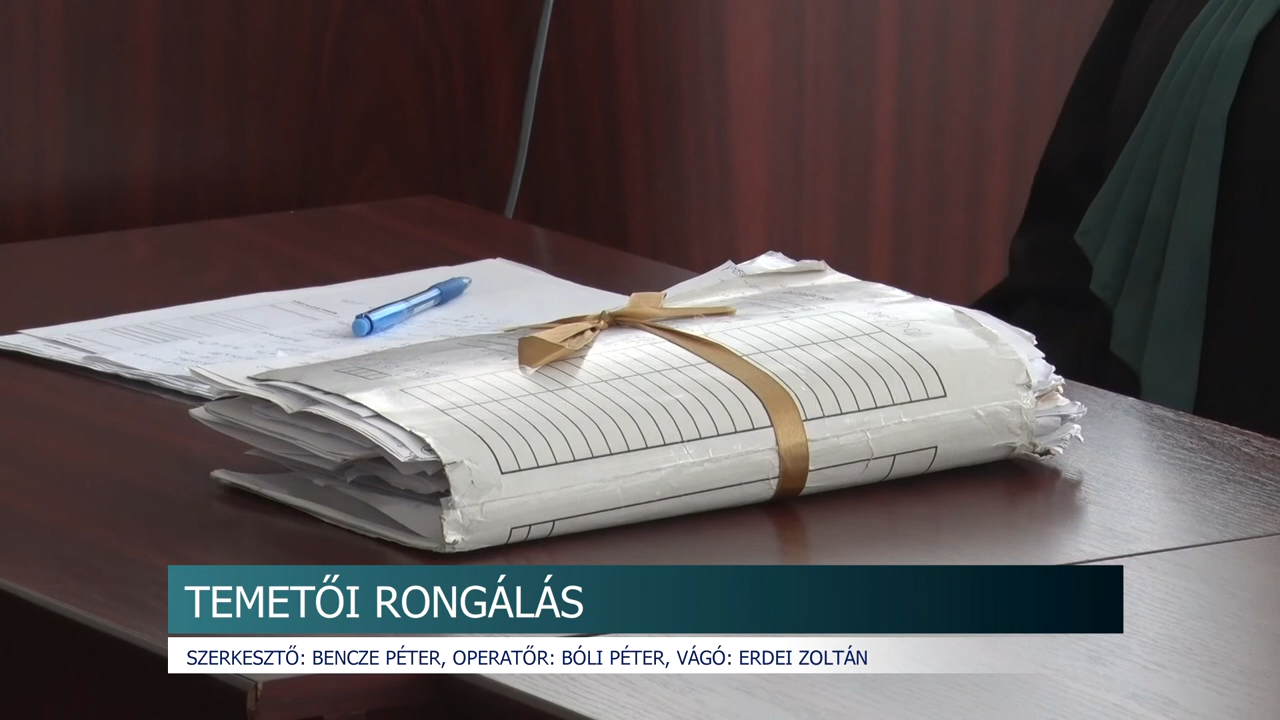 TEMETŐI RONGÁLÁS
SZERKESZTŐ: BENCZE PÉTER, OPERATŐR: BÓLI PÉTER, VÁGÓ: ERDEI ZOLTÁN